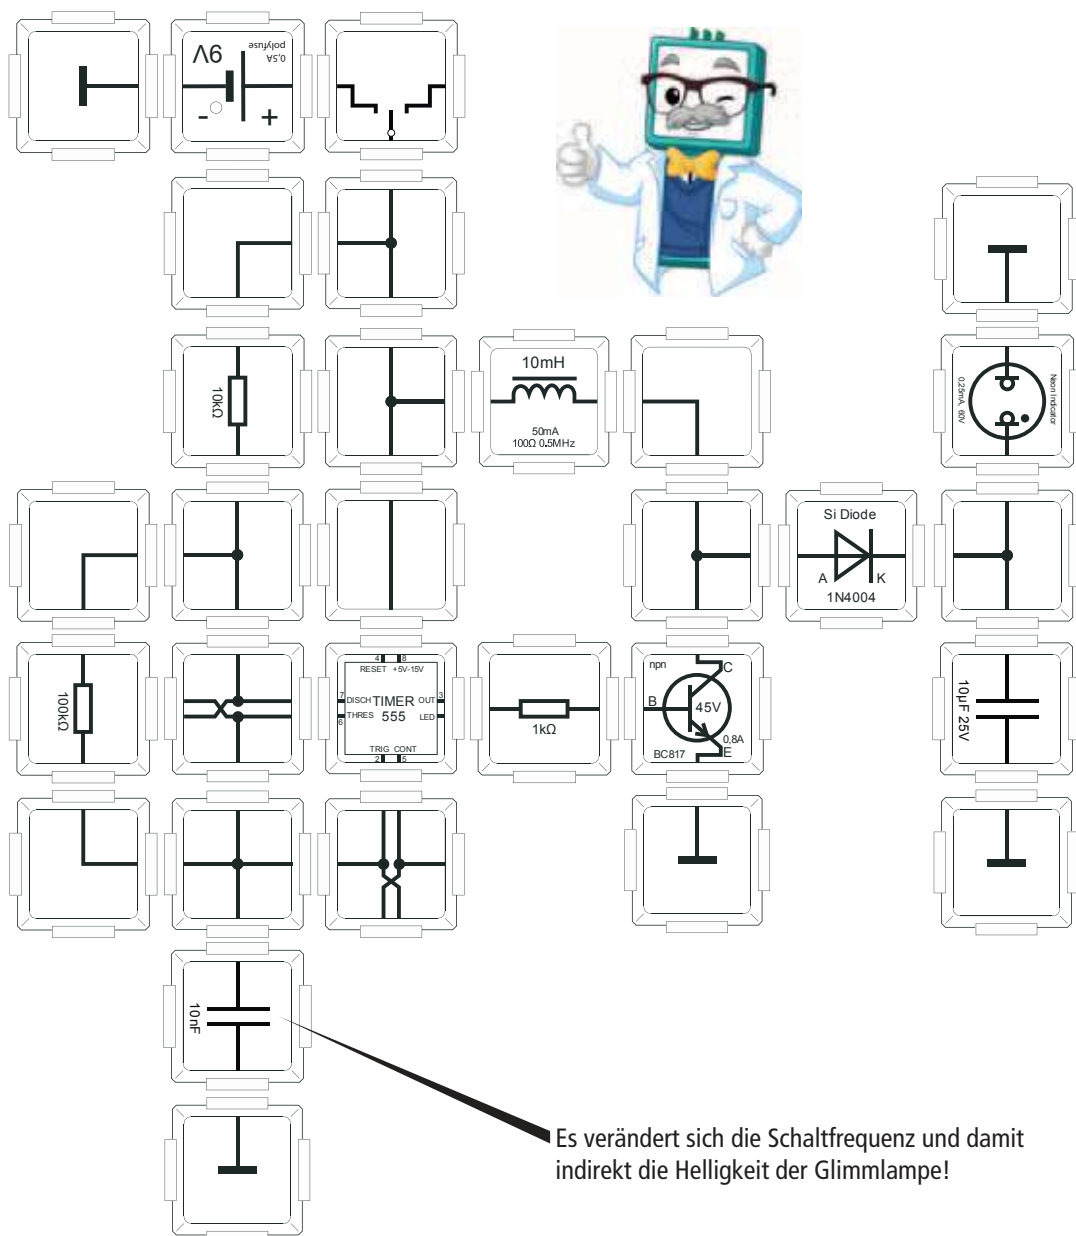 9V
0,5A
polyfuse
- +
10mH
50mA
100Ω 0.5MHz
10kΩ
Neon Indicator
0.25mA, 60V
Si Diode
A K
1N4004
100kΩ
4 8
RESET +5V-15V
7 DISCH TIMER OUT 3
6 THRES 555 LED
TRIG CONT
2 5
1kΩ
npn
C
B 45V
0,8A
BC817 E
10µF 25V
10nF
Es verändert sich die Schaltfrequenz und damit
indirekt die Helligkeit der Glimmlampe!